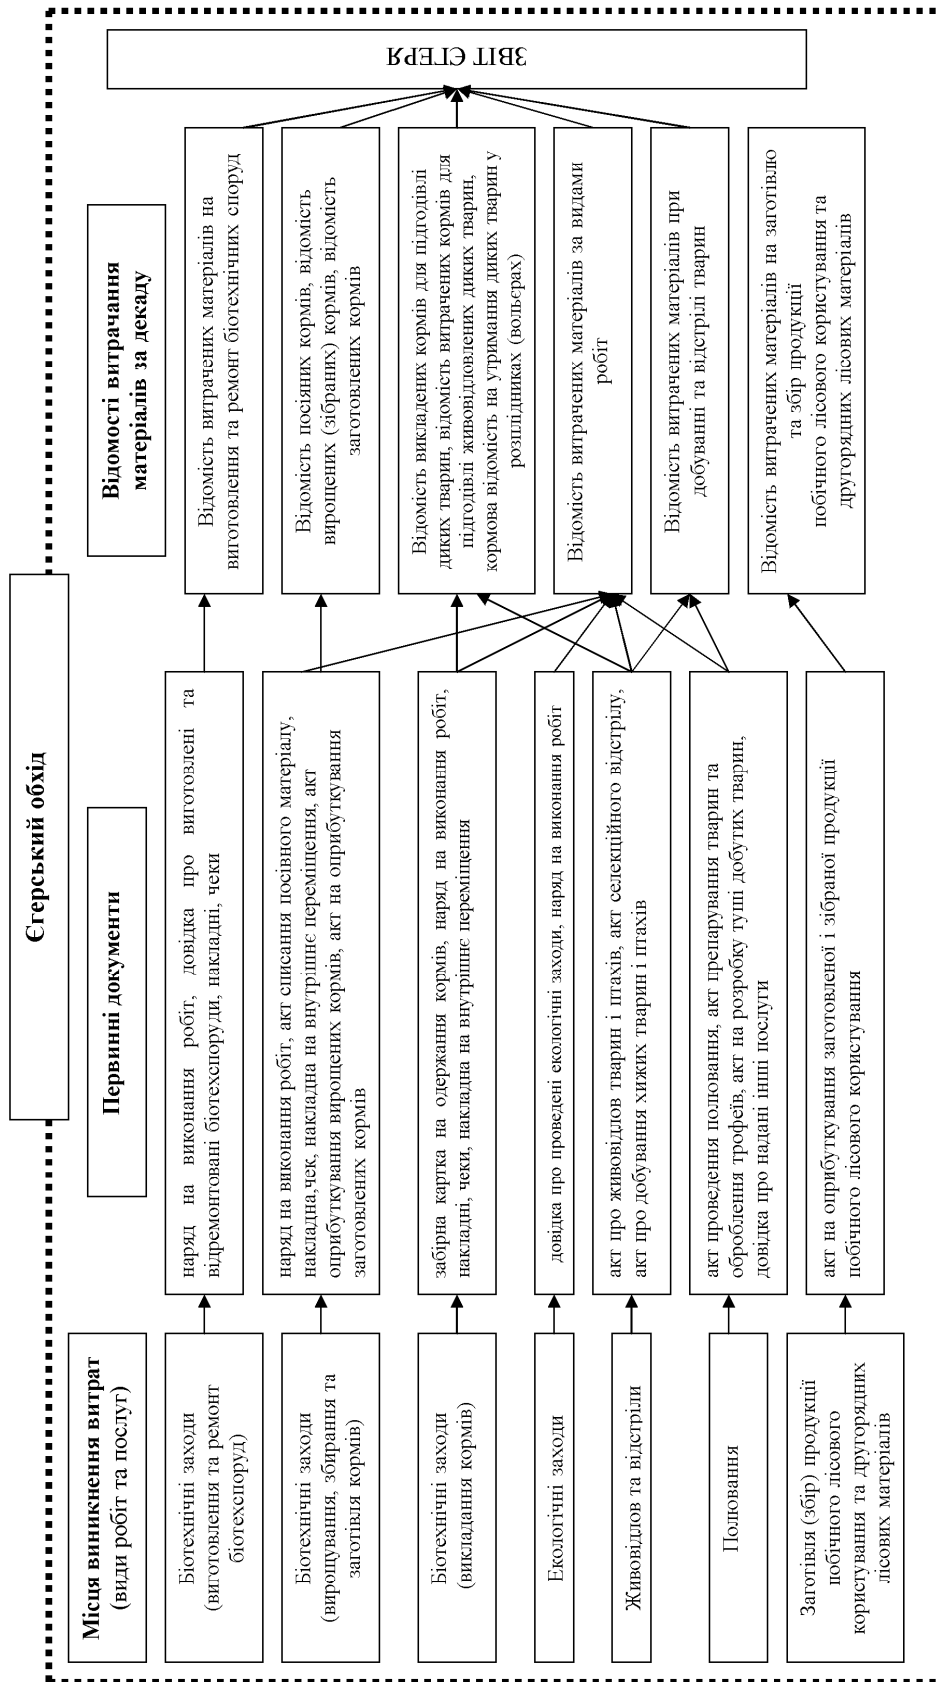 Єгерський обхід
Місця виникнення витрат
(види робіт та послуг)
Первинні документи
Відомості витрачання
матеріалів за декаду
Біотехнічні заходи
(виготовлення та ремонт
біотехспоруд)
наряд на виконання робіт, довідка про виготовлені та
відремонтовані біотехспоруди, накладні, чеки
Відомість витрачених матеріалів на
виготовлення та ремонт біотехнічних споруд
Біотехнічні заходи
(вирощування, збирання та
заготівля кормів)
наряд на виконання робіт, акт списання посівного матеріалу,
накладна,чек, накладна на внутрішнє переміщення, акт
оприбуткування вирощених кормів, акт на оприбуткування
заготовлених кормів
Відомість посіяних кормів, відомість
вирощених (зібраних) кормів, відомість
заготовлених кормів
Біотехнічні заходи
(викладання кормів)
забірна картка на одержання кормів, наряд на виконання робіт,
накладні, чеки, накладна на внутрішнє переміщення
Відомість викладених кормів для підгодівлі
диких тварин, відомість витрачених кормів для
підгодівлі живовідловлених диких тварин,
кормова відомість на утримання диких тварин у
розплідниках (вольєрах)
Екологічні заходи
довідка про проведені екологічні заходи, наряд на виконання робіт
Відомість витрачених матеріалів за видами
робіт
Живовідлов та відстріли
акт про живовідлов тварин і птахів, акт селекційного відстрілу,
акт про добування хижих тварин і птахів
Відомість витрачених матеріалів при
добуванні та відстрілі тварин
Полювання
акт проведення полювання, акт препарування тварин та
оброблення трофеїв, акт на розробку туші добутих тварин,
довідка про надані інші послуги
Заготівля (збір) продукції
побічного лісового
користування та другорядних
лісових матеріалів
акт на оприбуткування заготовленої і зібраної продукції
побічного лісового користування
Відомість витрачених матеріалів на заготівлю
та збір продукції
побічного лісового користування та
другорядних лісових матеріалів
ЗВІТ ЄГЕРЯ